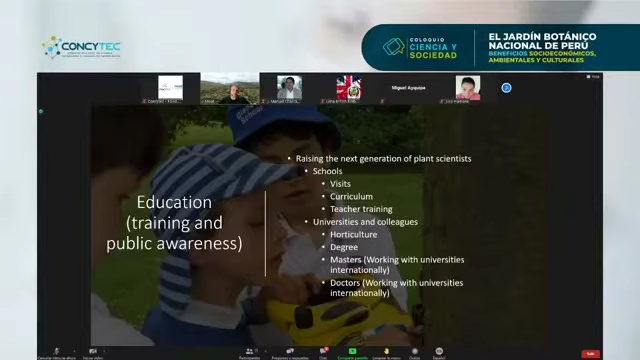 CONCYTEC
COLOQUIO
CIENCIA Y
SOCIEDAD
EL JARDÍN BOTÁNICO
NACIONAL DE PERÚ
BENEFICIOS SOCIOECONÓMICOS,
AMBIENTALES Y CULTURALES
Miguel Ayquipa
Education
(training and
public awareness)
• Raising the next generation of plant scientists
• Schools
• Visits
• Curriculum
• Teacher training
• Universities and colleagues
• Horticulture
• Degree
• Masters (Working with universities
internationally)
• Doctors (Working with universities
internationally)